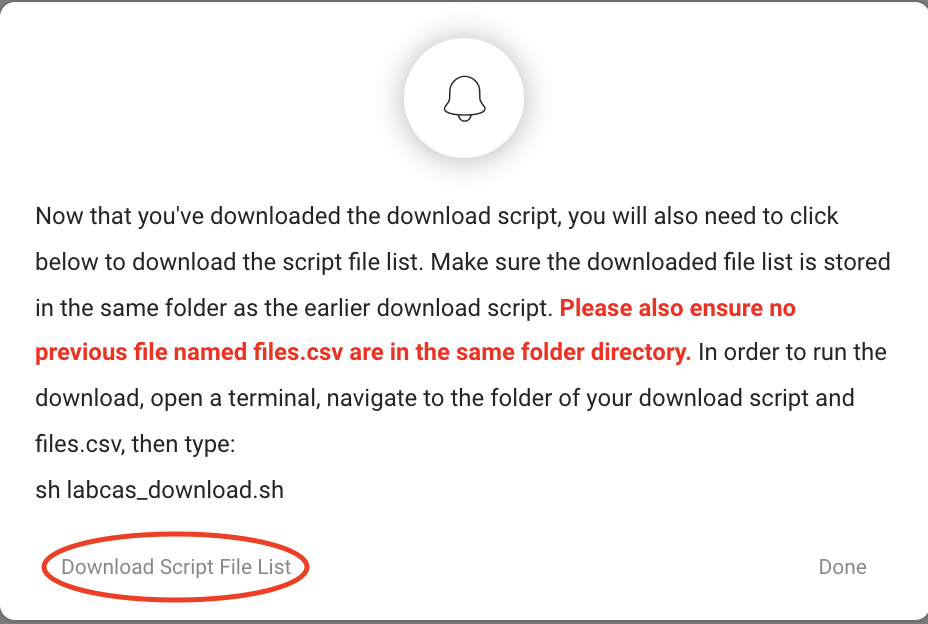 Now that you've downloaded the download script, you will also need to click
below to download the script file list. Make sure the downloaded file list is stored
in the same folder as the earlier download script. Please also ensure no
previous file named files.csv are in the same folder directory. In order to run the
download, open a terminal, navigate to the folder of your download script and
files.csv, then type:
sh labcas_download.sh
Download Script File List
Done